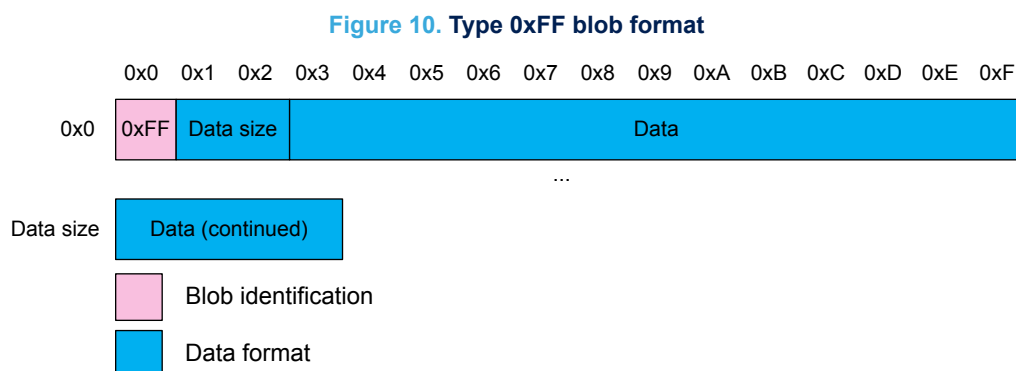 Figure 10. Type 0xFF blob format
0x0 0x1 0x2 0x3 0x4 0x5 0x6 0x7 0x8 0x9 0xA 0xB 0xC 0xD 0xE 0xF
0x0 0xFF Data size Data
...
Data size Data (continued)
Blob identification
Data format